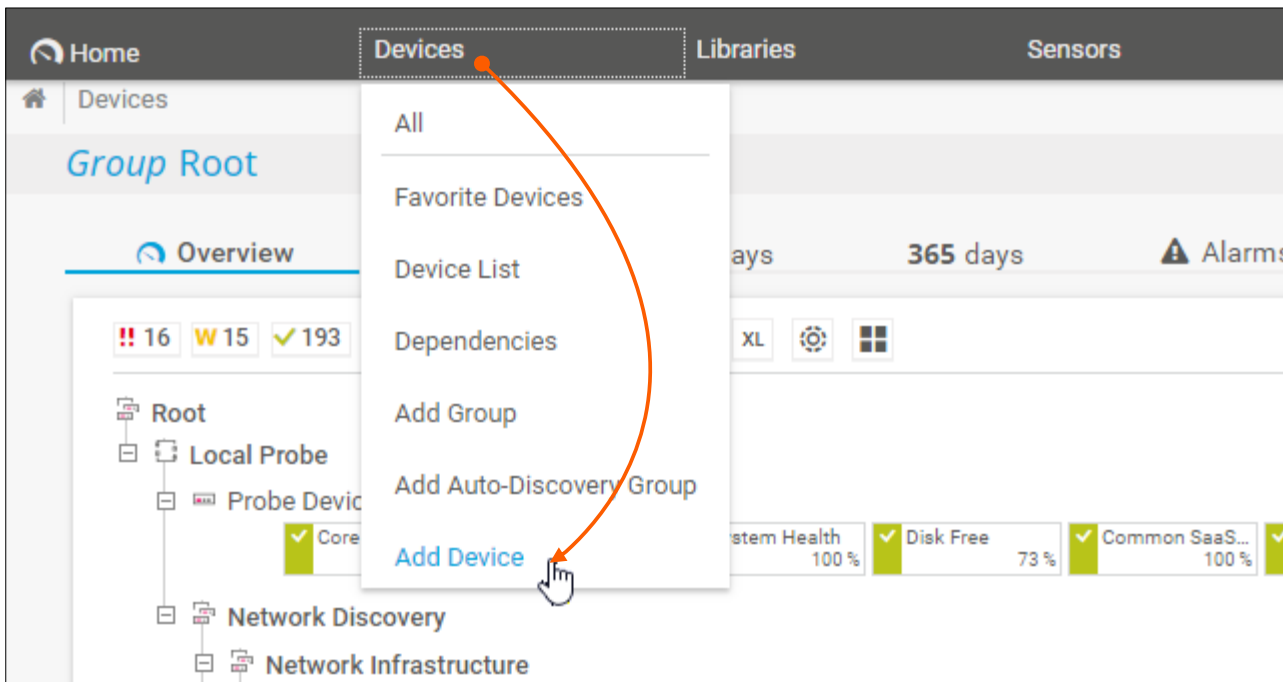 Home Devices Libraries Sensors
Devices
All
Group Root
Favorite Devices
Overview ays 365 days Alarms
Device List
!! 16 W 15 193 XL
Dependencies
Root
Add Group
Local Probe
Add Auto-Discovery Group
Probe Devic
Core stem Health Disk Free Common SaaS...
100 % 73 % 100 %
Add Device
Network Discovery
Network Infrastructure